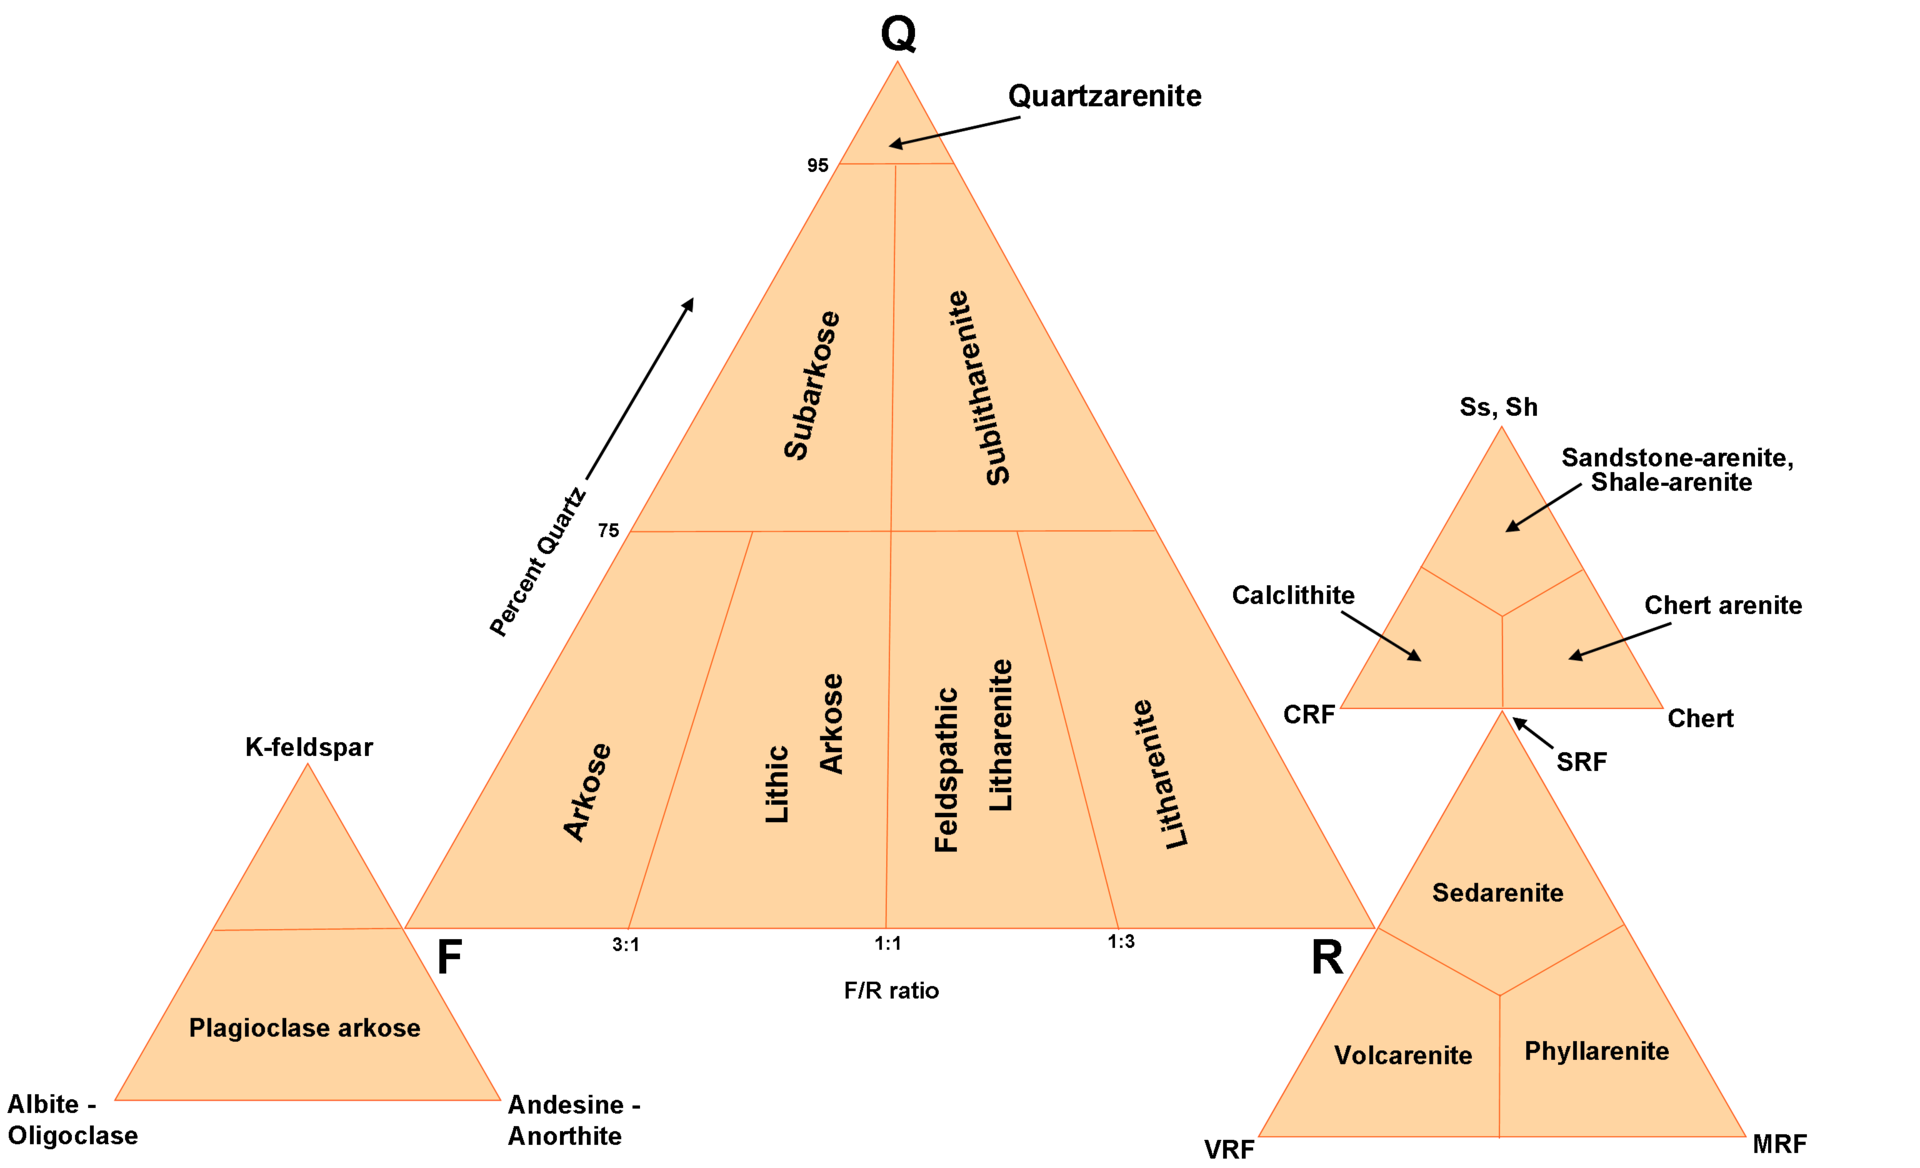 Q
Quartzarenite
95
Subarkose
Sublitharenite
Percent Quartz
75
Arkose
Lithic
Arkose
Feldspathic
Litharenite
Litharenite
F
R
3:1
1:1
1:3
F/R ratio
K-feldspar
Plagioclase arkose
Albite -
Oligoclase
Andesine -
Anorthite
Ss, Sh
Sandstone-arenite,
Shale-arenite
Calclithite
Chert arenite
CRF
Chert
SRF
Sedarenite
Volcarenite
Phyllarenite
VRF
MRF